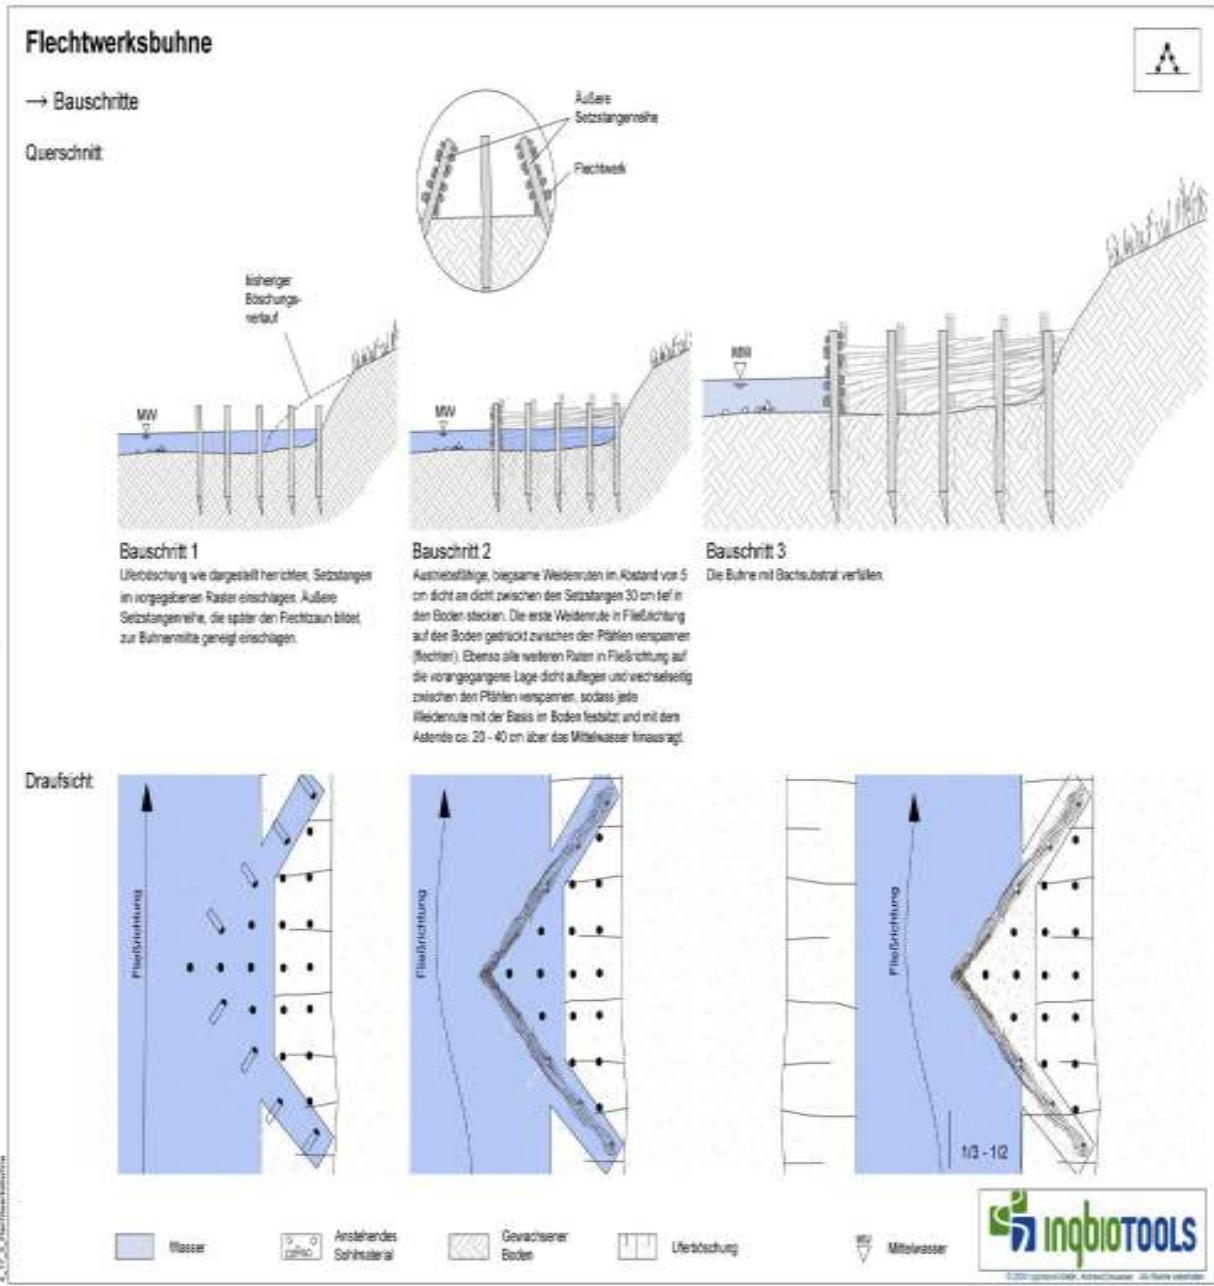 Flechtwerksbuhne
→ Bauschritte
Querschnitt
Äußere
Setzstangenreihe
Flechtwerk
bisheriger
Böschungs-
verlauf
MW
MW
MW
Bauschritt 1
Uferböschung wie dargestellt herrichten, Setzstangen
im vorgegebenen Raster einschlagen. Äußere
Setzstangenreihe, die später den Flechtzaun bildet,
zur Buhnenmitte geneigt einschlagen.
Bauschritt 2
Austriebsfähige, biegsame Weidenruten im Abstand von 5
cm dicht an dicht zwischen den Setzstangen 30 cm tief in
den Boden stecken. Die erste Weidenrute in Fließrichtung
auf den Boden gedrückt zwischen den Pfählen verspannen
(flechten). Ebenso alle weiteren Ruten in Fließrichtung auf
die vorangegangene Lage dicht auflegen und wechselseitig
zwischen den Pfählen verspannen, sodass jede
Weidenrute mit der Basis im Boden festsitzt und mit dem
Astende ca. 20 - 40 cm über das Mittelwasser hinausragt.
Bauschritt 3
Die Buhne mit Bachsubstrat verfüllen.
Draufsicht
Fließrichtung
Fließrichtung
Fließrichtung
1/3 - 1/2
Wasser
Anstehendes
Sohlmaterial
Gewachsener
Boden
Uferböschung
MW
Mittelwasser
ingbioTOOLS